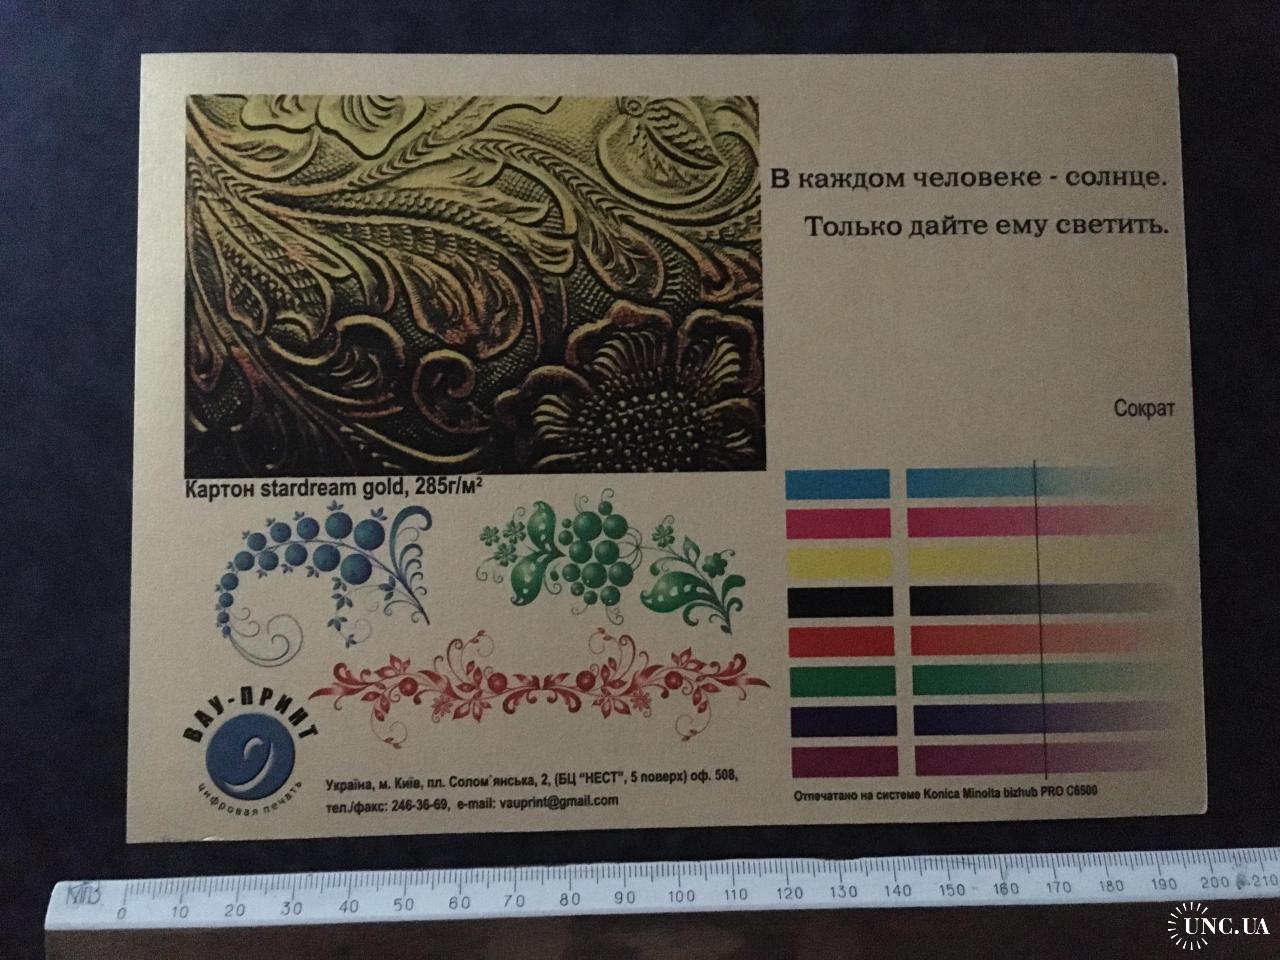 В каждом человеке - солнце.
Только дайте ему светить.
Сократ
Картон stardream gold, 285г/м²
ВАУ-ПРИНТ
цифровая печать
Україна, м. Київ, пл. Солом`янська, 2, (БЦ "НЕСТ", 5 поверх) оф. 508,
тел./факс: 246-36-69, e-mail: vauprint@gmail.com
Отпечатано на системе Konica Minolta bizhub PRO C6500
0 10 20 30 40 50 60 70 80 90 100 110 120 130 140 150 160 170 180 190 200 210
UNC.UA